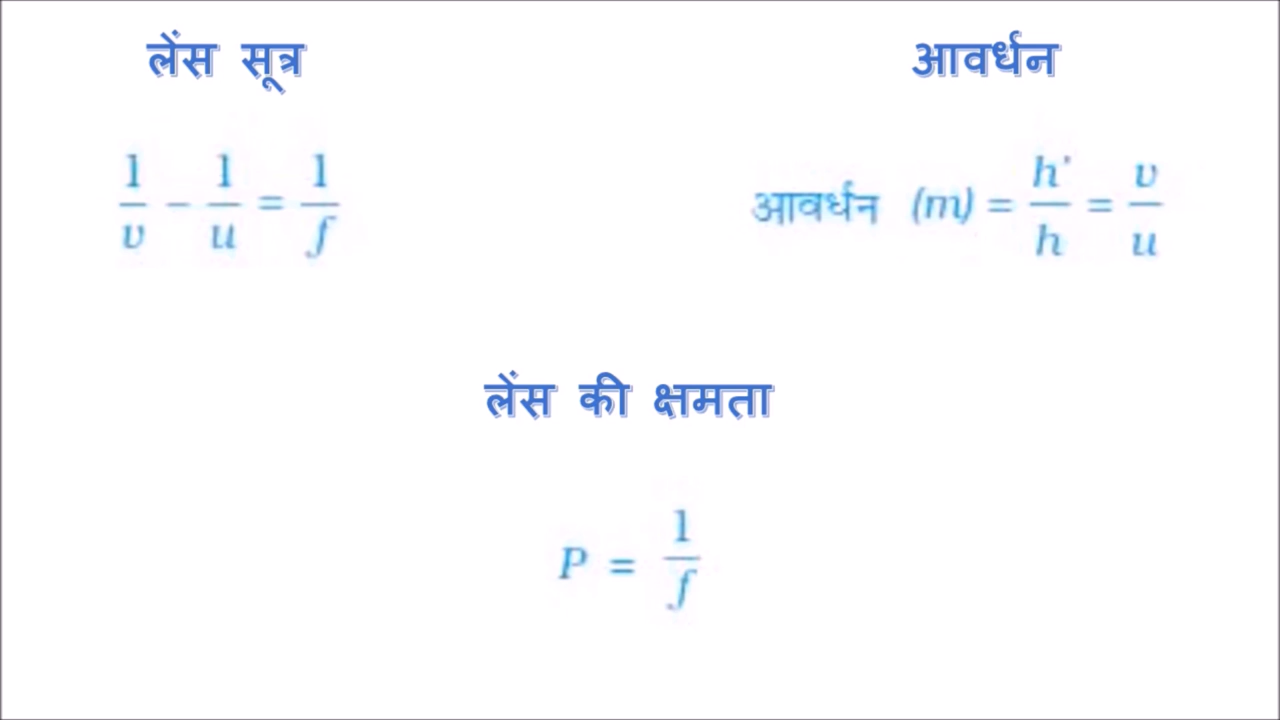 लेंस सूत्र
1/v − 1/u = 1/f
आवर्धन
आवर्धन (m) = h'/h = v/u
लेंस की क्षमता
P = 1/f